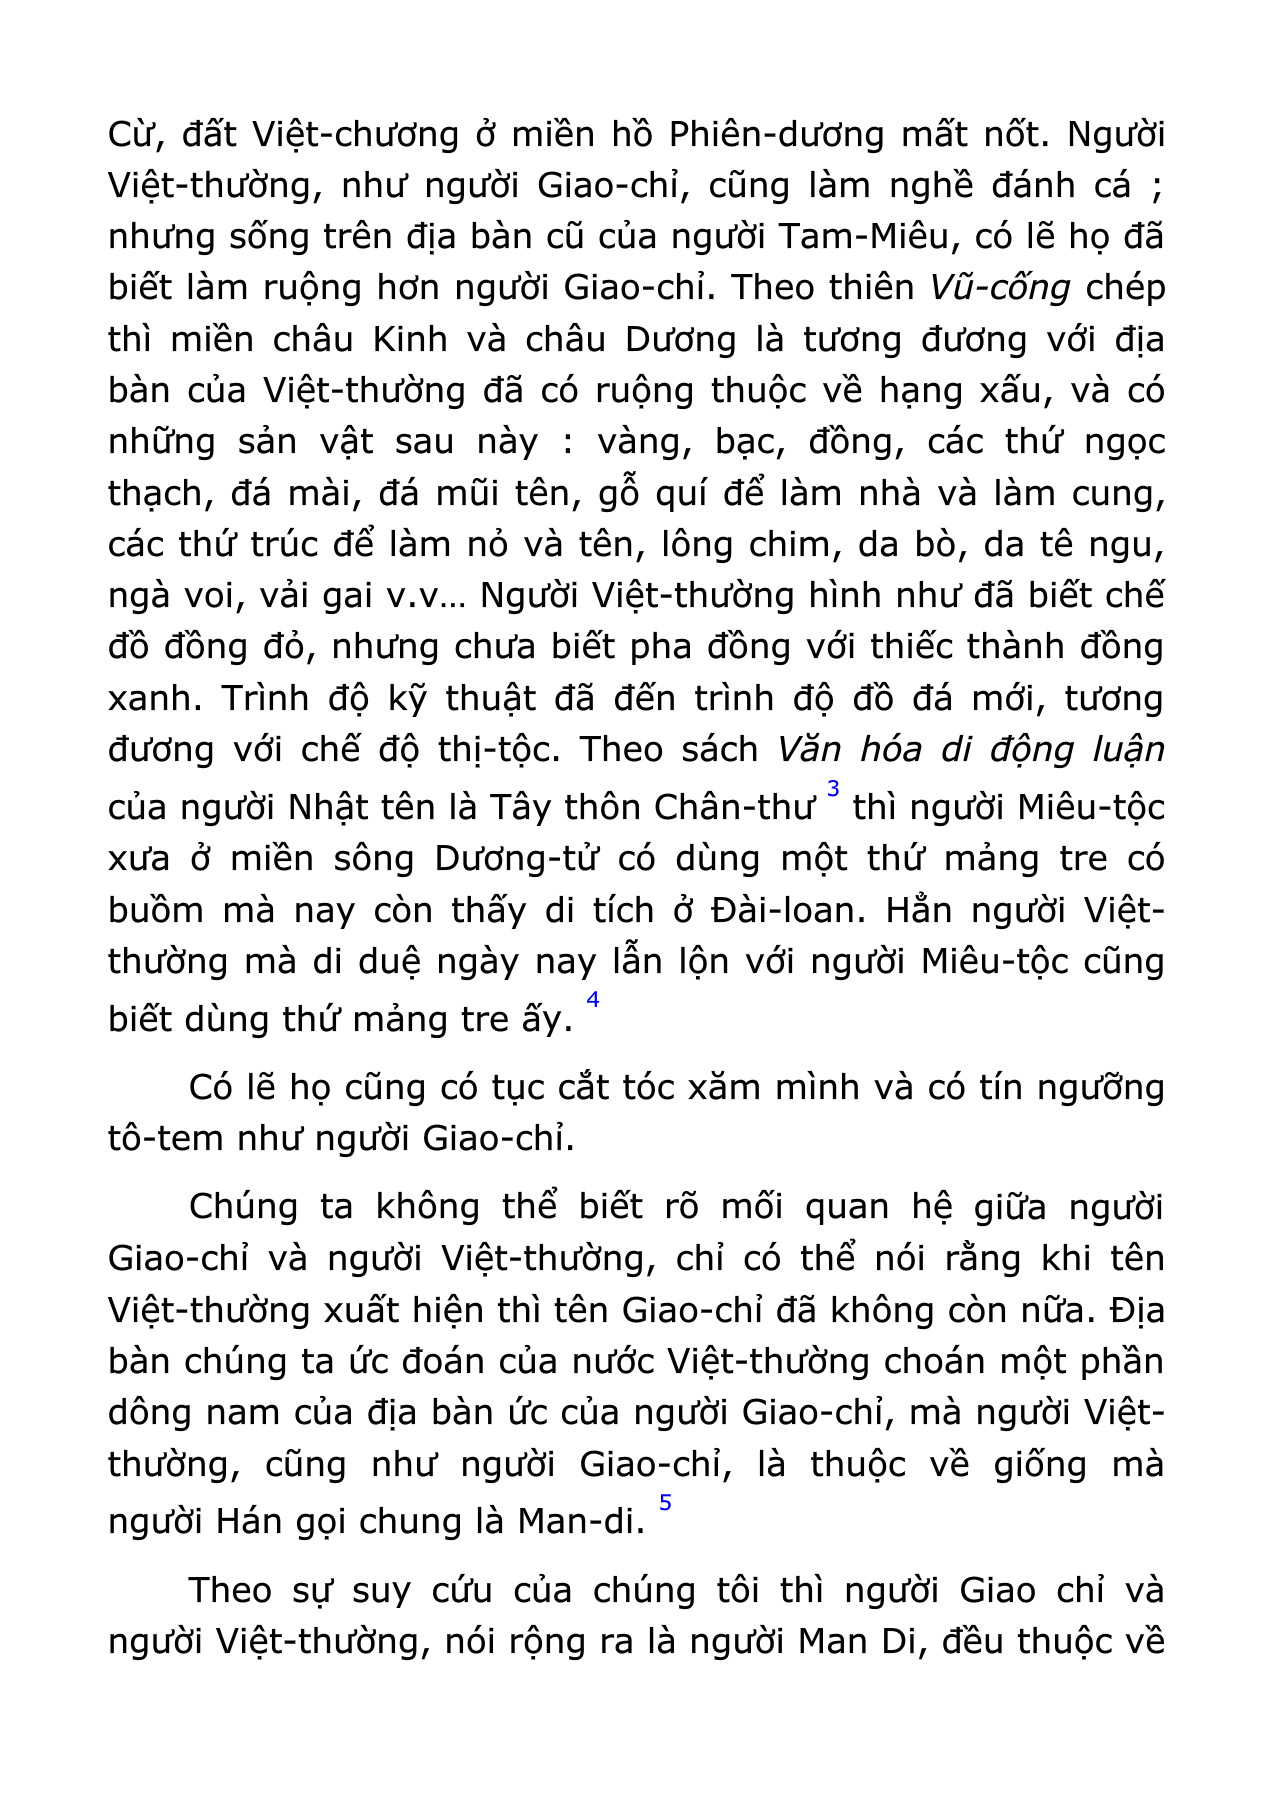 Cừ, đất Việt-chương ở miền hồ Phiên-dương mất nốt. Người
Việt-thường, như người Giao-chỉ, cũng làm nghề đánh cá ;
nhưng sống trên địa bàn cũ của người Tam-Miêu, có lẽ họ đã
biết làm ruộng hơn người Giao-chỉ. Theo thiên Vũ-cống chép
thì miền châu Kinh và châu Dương là tương đương với địa
bàn của Việt-thường đã có ruộng thuộc về hạng xấu, và có
những sản vật sau này : vàng, bạc, đồng, các thứ ngọc
thạch, đá mài, đá mũi tên, gỗ quí để làm nhà và làm cung,
các thứ trúc để làm nỏ và tên, lông chim, da bò, da tê ngu,
ngà voi, vải gai v.v… Người Việt-thường hình như đã biết chế
đồ đồng đỏ, nhưng chưa biết pha đồng với thiếc thành đồng
xanh. Trình độ kỹ thuật đã đến trình độ đồ đá mới, tương
đương với chế độ thị-tộc. Theo sách Văn hóa di động luận
của người Nhật tên là Tây thôn Chân-thư 3 thì người Miêu-tộc
xưa ở miền sông Dương-tử có dùng một thứ mảng tre có
buồm mà nay còn thấy di tích ở Đài-loan. Hẳn người Việt-
thường mà di duệ ngày nay lẫn lộn với người Miêu-tộc cũng
biết dùng thứ mảng tre ấy. 4
Có lẽ họ cũng có tục cắt tóc xăm mình và có tín ngưỡng
tô-tem như người Giao-chỉ.
Chúng ta không thể biết rõ mối quan hệ giữa người
Giao-chỉ và người Việt-thường, chỉ có thể nói rằng khi tên
Việt-thường xuất hiện thì tên Giao-chỉ đã không còn nữa. Địa
bàn chúng ta ức đoán của nước Việt-thường choán một phần
dông nam của địa bàn ức của người Giao-chỉ, mà người Việt-
thường, cũng như người Giao-chỉ, là thuộc về giống mà
người Hán gọi chung là Man-di. 5
Theo sự suy cứu của chúng tôi thì người Giao chỉ và
người Việt-thường, nói rộng ra là người Man Di, đều thuộc về